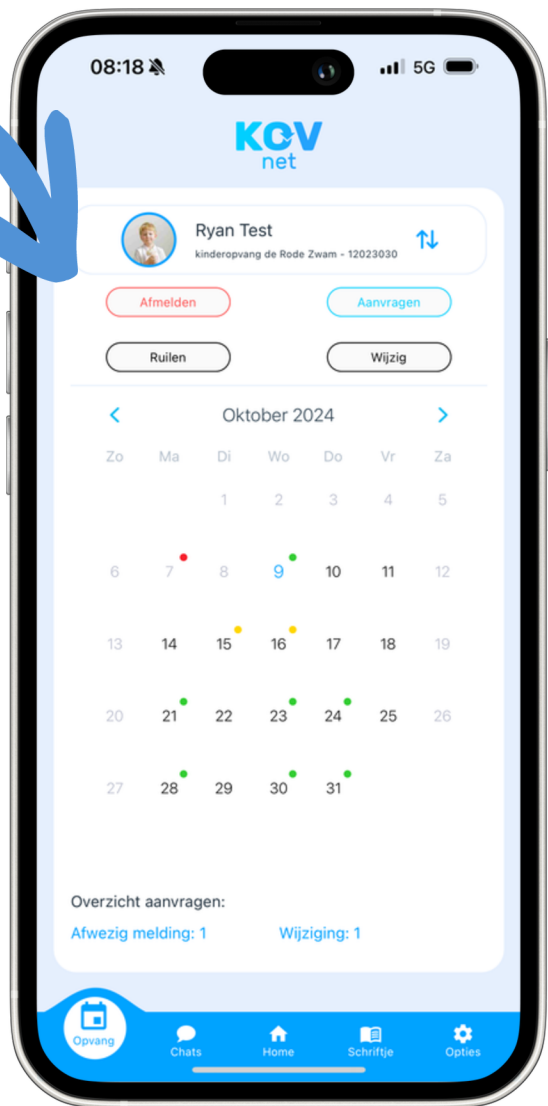 08:18 5G
KOV
net
Ryan Test
kinderopvang de Rode Zwam - 12023030
Afmelden Aanvragen
Ruilen Wijzig
Oktober 2024
Zo Ma Di Wo Do Vr Za
1 2 3 4 5
6 7 8 9 10 11 12
13 14 15 16 17 18 19
20 21 22 23 24 25 26
27 28 29 30 31
Overzicht aanvragen:
Afwezig melding: 1 Wijziging: 1
Opvang Chats Home Schriftje Opties